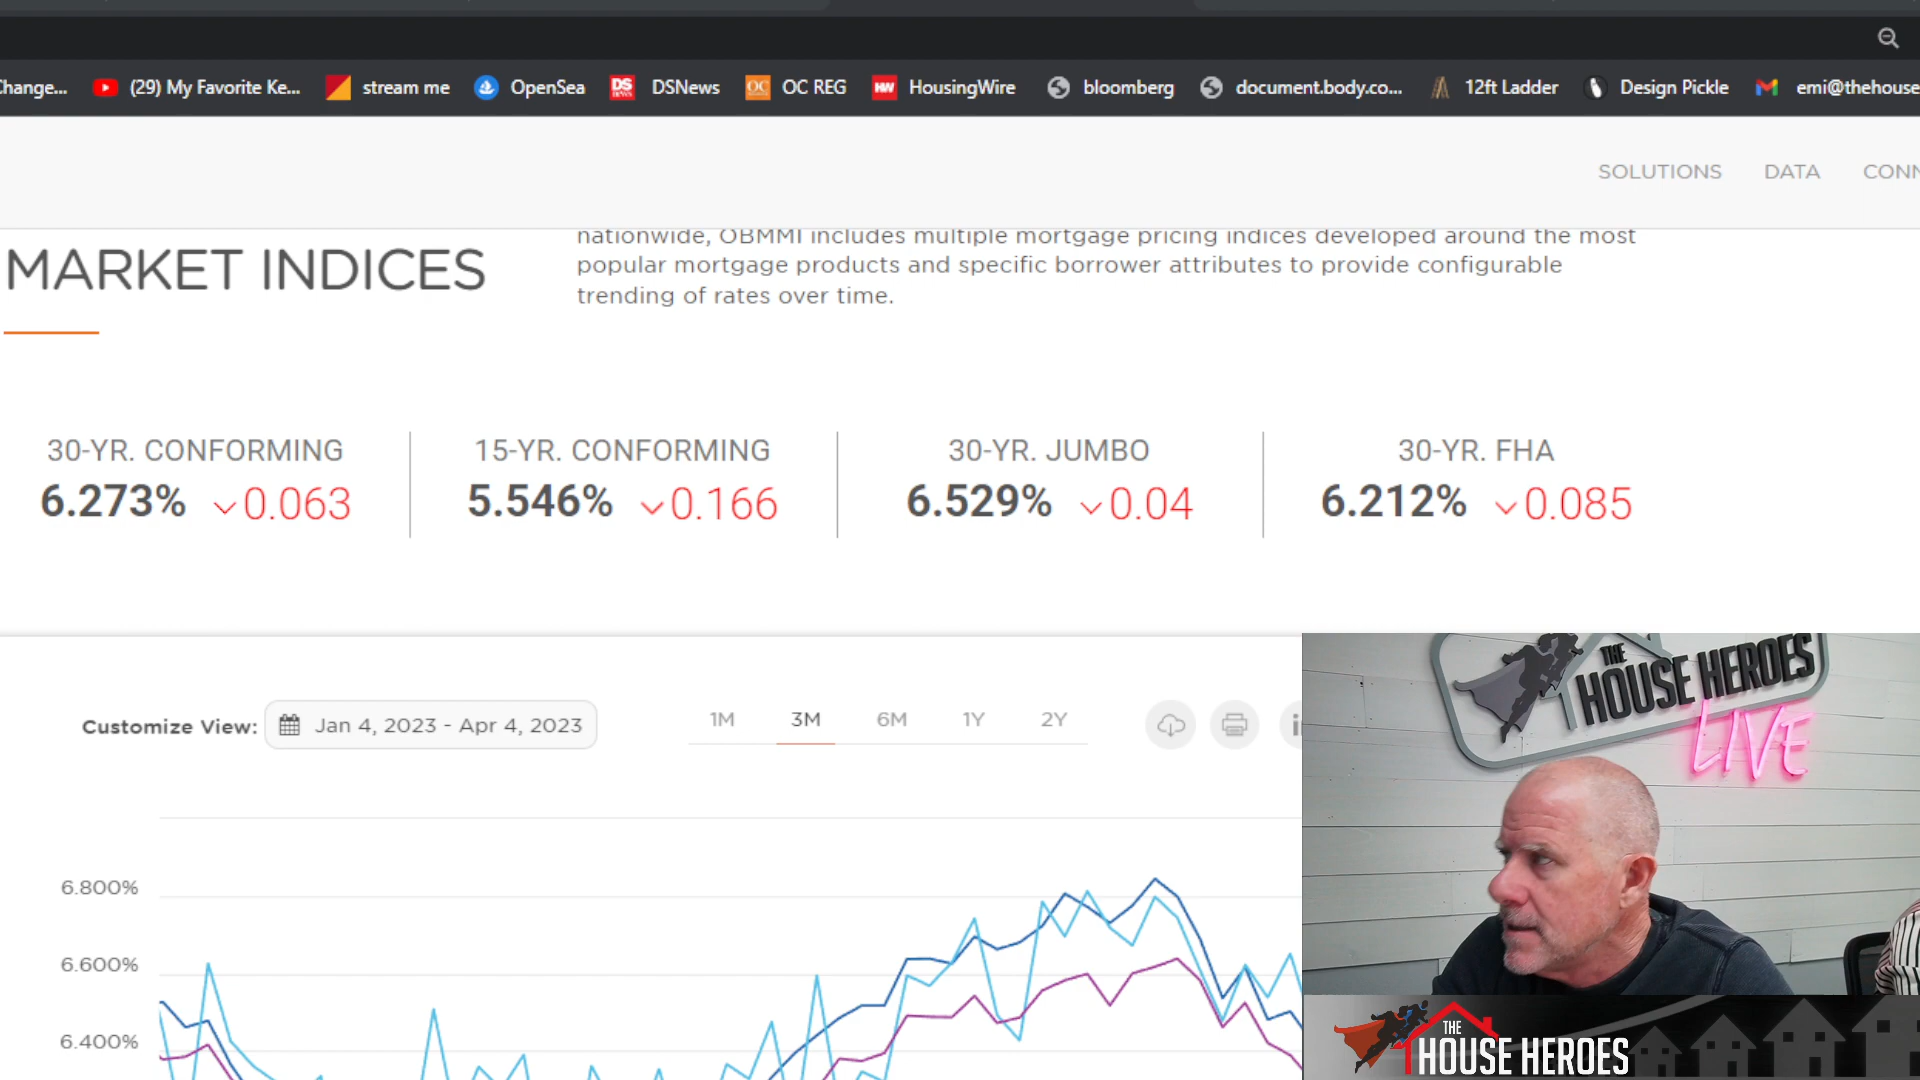 Change...
(29) My Favorite Ke...
stream me
OpenSea
DS
NEWS
DSNews
OC
OC REG
HW
HousingWire
bloomberg
document.body.co...
12ft Ladder
Design Pickle
emi@thehouse
SOLUTIONS
DATA
CONN
MARKET INDICES
nationwide, OBMMI includes multiple mortgage pricing indices developed around the most
popular mortgage products and specific borrower attributes to provide configurable
trending of rates over time.
30-YR. CONFORMING
6.273% 0.063
15-YR. CONFORMING
5.546% 0.166
30-YR. JUMBO
6.529% 0.04
30-YR. FHA
6.212% 0.085
Customize View: Jan 4, 2023 - Apr 4, 2023
1M 3M 6M 1Y 2Y
6.800%
6.600%
6.400%
THE
HOUSE HEROES
LIVE
THE
HOUSE HEROES